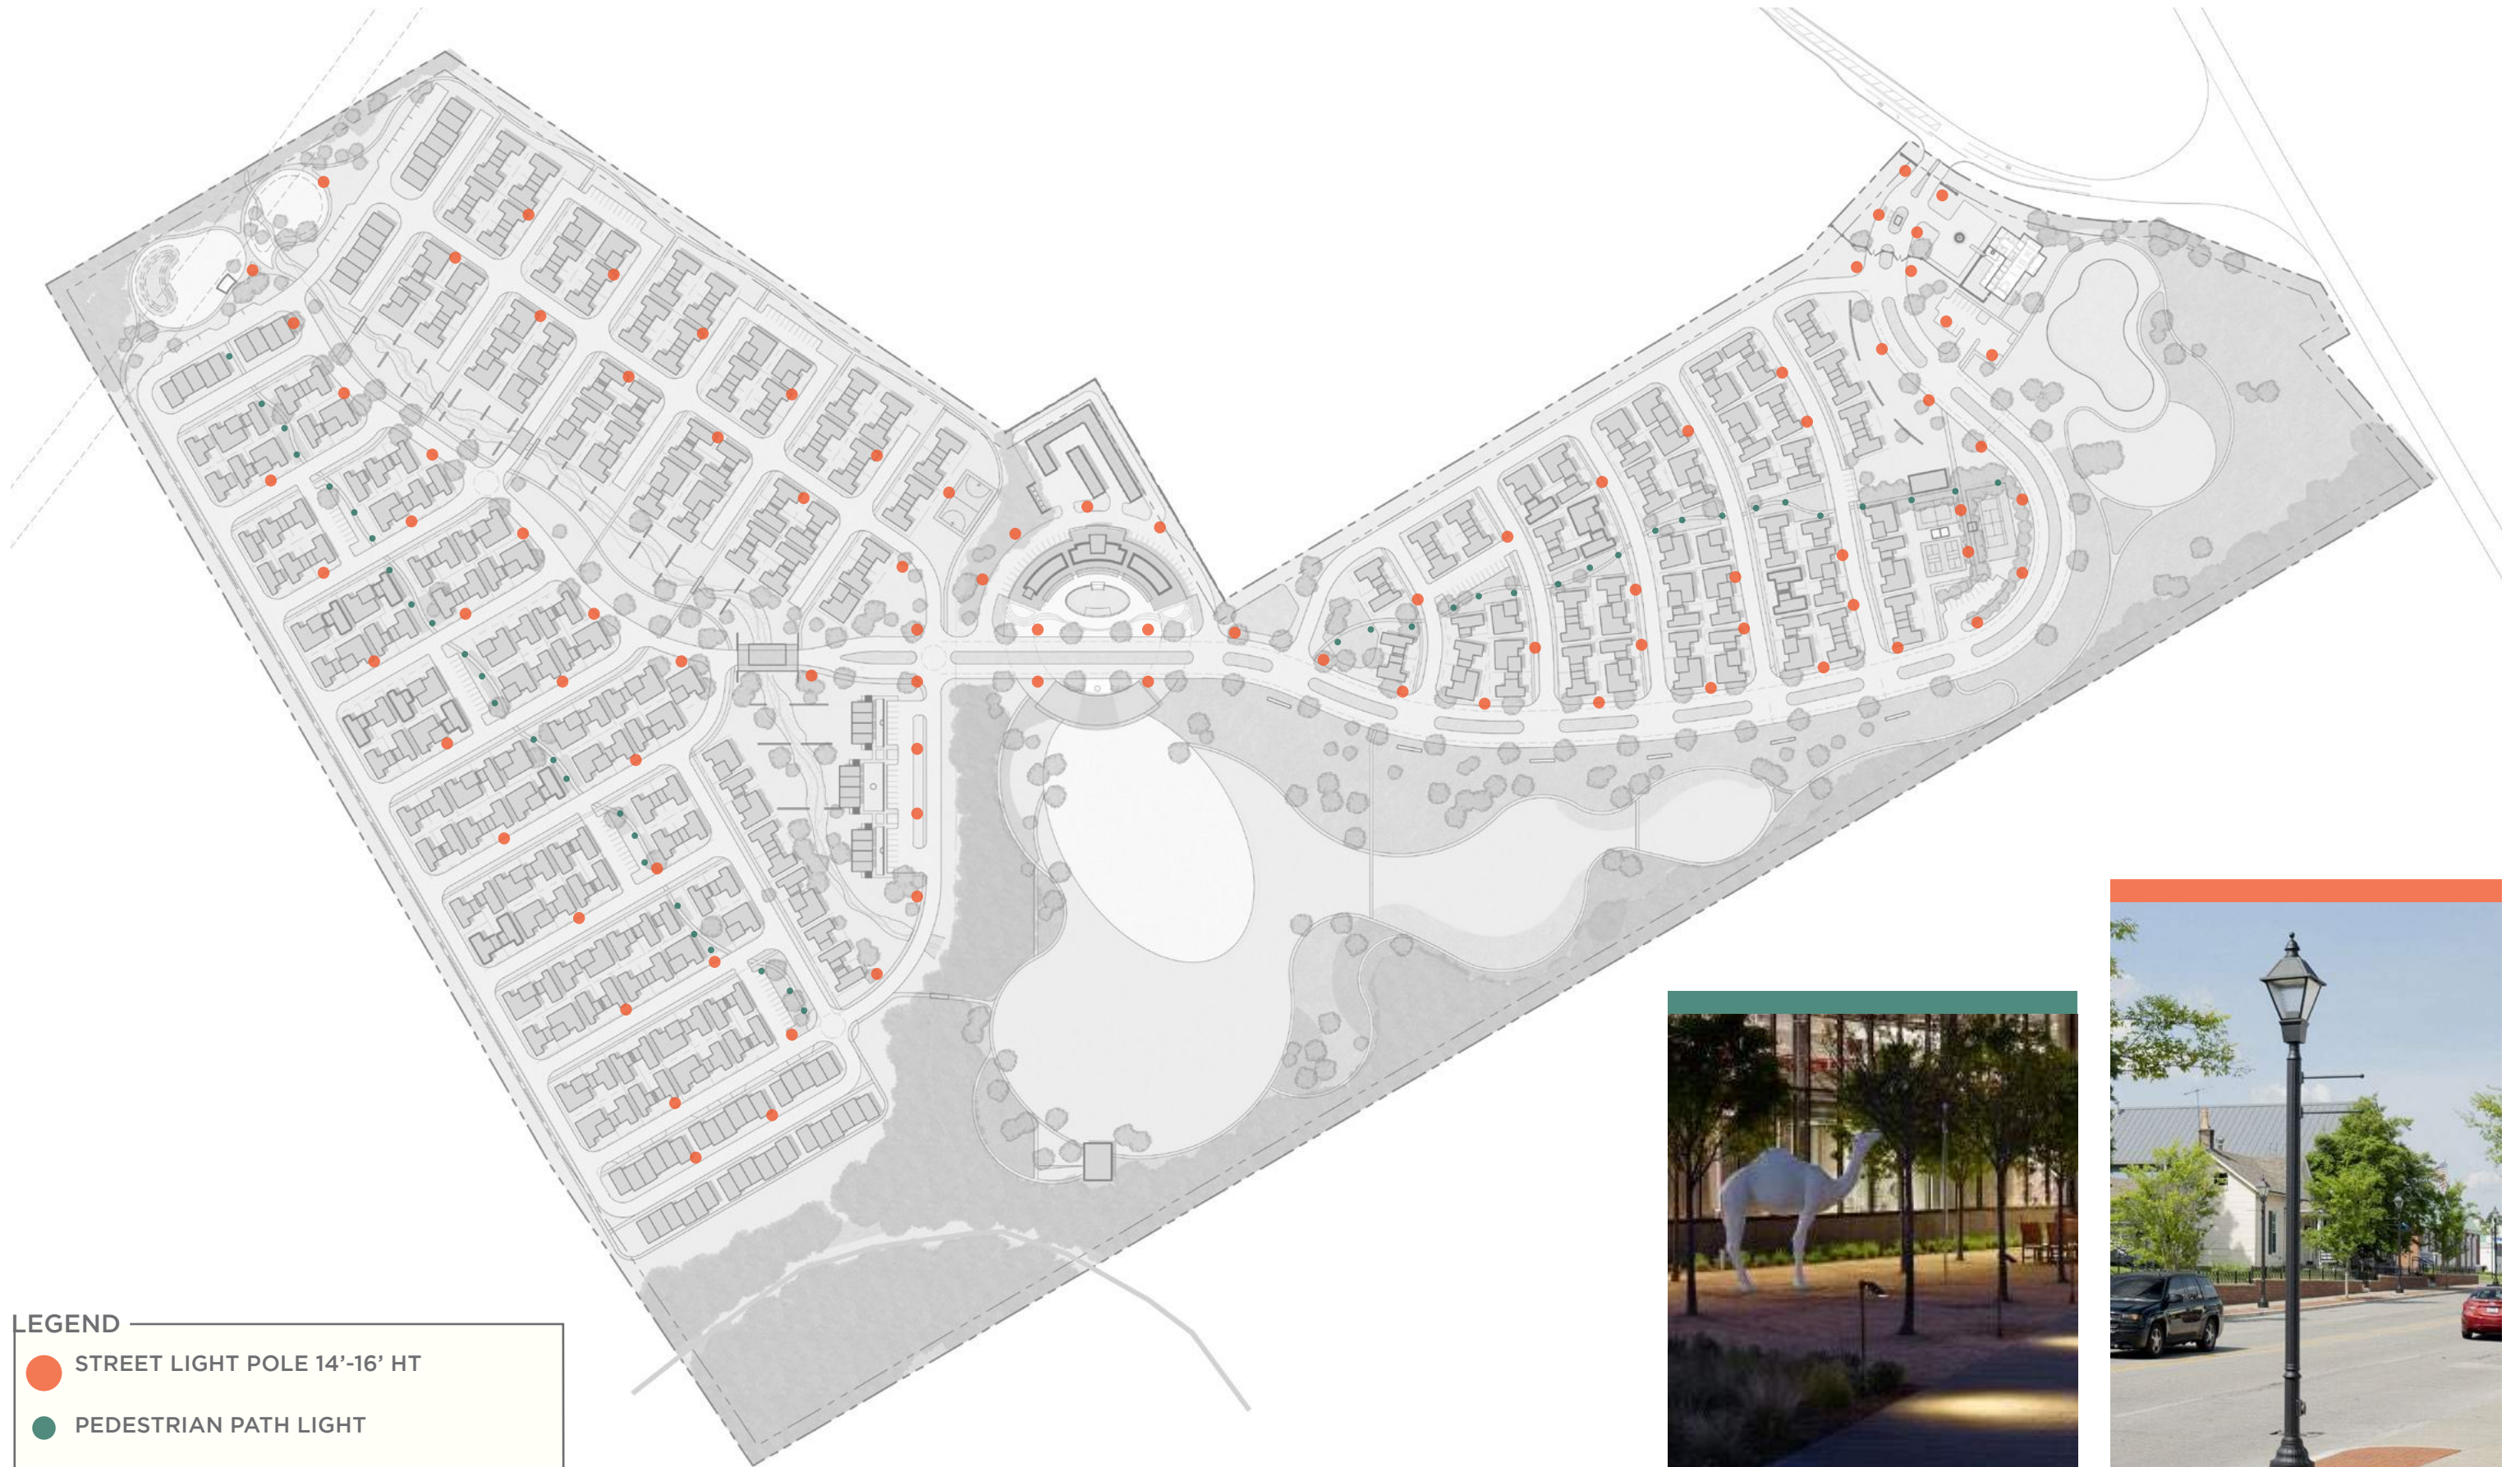 LEGEND
STREET LIGHT POLE 14’-16’ HT
PEDESTRIAN PATH LIGHT